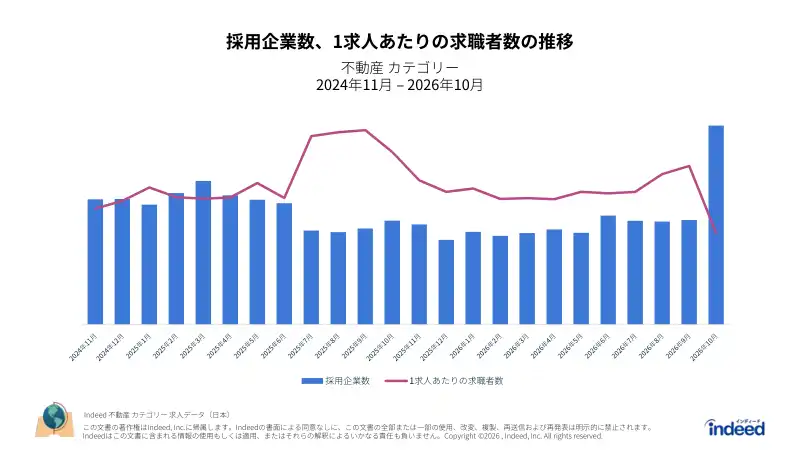 採用企業数、1求人あたりの求職者数の推移
不動産 カテゴリー
2024年11月 – 2026年10月
2024年11月
2024年12月
2025年1月
2025年2月
2025年3月
2025年4月
2025年5月
2025年6月
2025年7月
2025年8月
2025年9月
2025年10月
2025年11月
2025年12月
2026年1月
2026年2月
2026年3月
2026年4月
2026年5月
2026年6月
2026年7月
2026年8月
2026年9月
2026年10月
採用企業数
1求人あたりの求職者数
Indeed 不動産 カテゴリー 求人データ（日本）
この文書の著作権はIndeed, Inc.に帰属します。Indeedの書面による同意なしに、この文書の全部または一部の使用、改変、複製、再送信および再発表は明示的に禁止されます。
Indeedはこの文書に含まれる情報の使用もしくは適用、またはそれらの解釈によるいかなる責任も負いません。Copyright ©2026 , Indeed, Inc. All rights reserved.
インディード
indeed